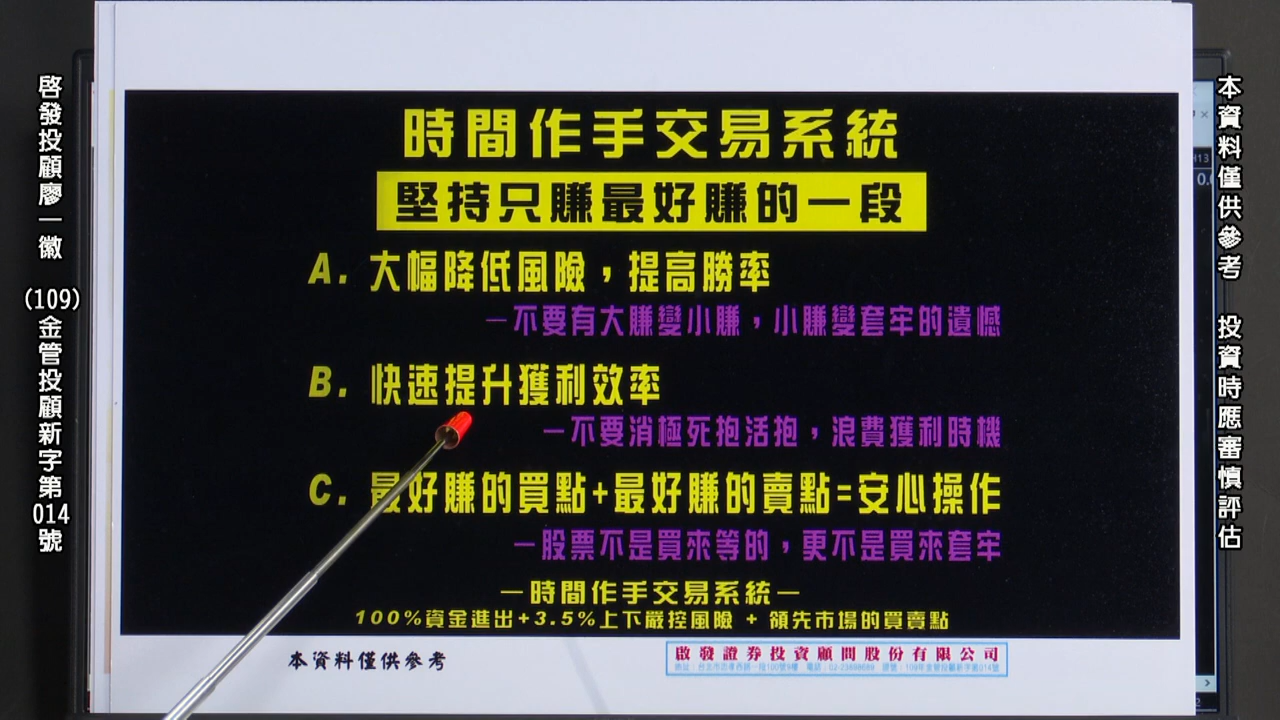 啓發投顧廖一徽 (109)金管投顧新字第014號
時間作手交易系統
堅持只賺最好賺的一段
A. 大幅降低風險，提高勝率
—不要有大賺變小賺，小賺變套牢的遺憾
B. 快速提升獲利效率
—不要消極死抱活抱，浪費獲利時機
C. 最好賺的買點+最好賺的賣點=安心操作
—股票不是買來等的，更不是買來套牢
—時間作手交易系統—
100%資金進出+3.5%上下嚴控風險 + 領先市場的買賣點
本資料僅供參考
啟發證券投資顧問股份有限公司
本資料僅供參考 投資時應審慎評估